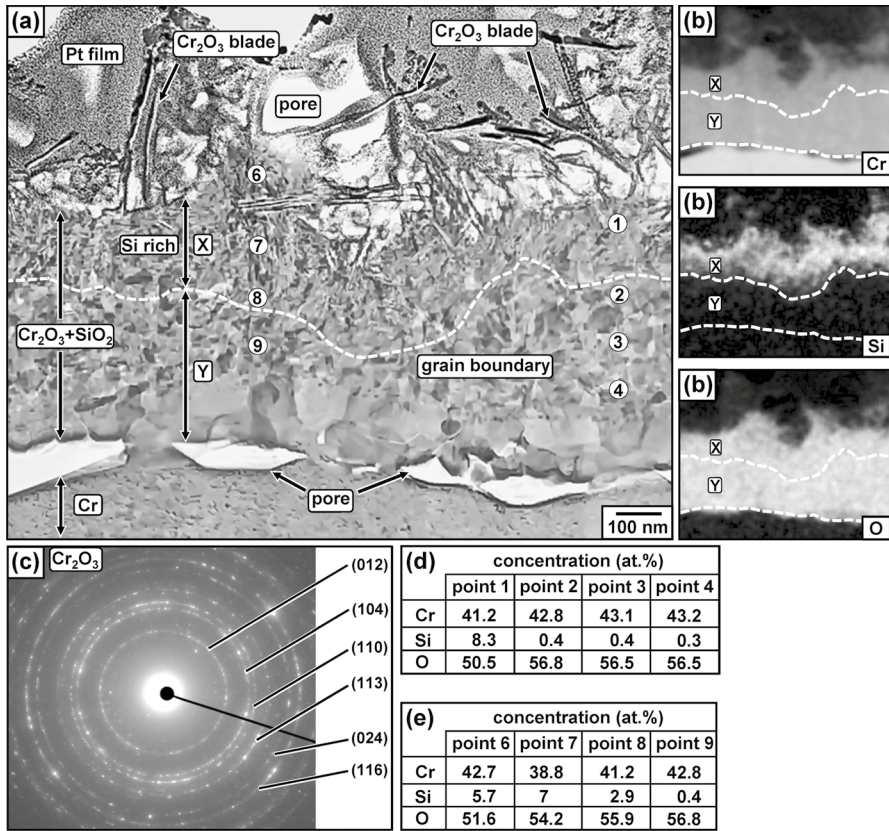 (a)
Pt film
Cr2O3 blade
Cr2O3 blade
pore
6
1
Si rich
X
7
8
2
Cr2O3+SiO2
Y
9
3
grain boundary
4
Cr
pore
100 nm
(b)
X
Y
Cr
(b)
X
Y
Si
(b)
X
Y
O
(c)
Cr2O3
(012)
(104)
(110)
(113)
(024)
(116)
(d)
concentration (at.%)
point 1 point 2 point 3 point 4
Cr 41.2 42.8 43.1 43.2
Si 8.3 0.4 0.4 0.3
O 50.5 56.8 56.5 56.5
(e)
concentration (at.%)
point 6 point 7 point 8 point 9
Cr 42.7 38.8 41.2 42.8
Si 5.7 7 2.9 0.4
O 51.6 54.2 55.9 56.8